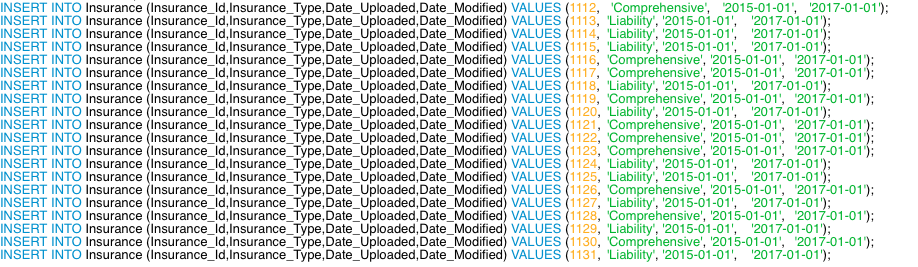 INSERT INTO Insurance (Insurance_Id,Insurance_Type,Date_Uploaded,Date_Modified) VALUES (1112, 'Comprehensive', '2015-01-01', '2017-01-01');
INSERT INTO Insurance (Insurance_Id,Insurance_Type,Date_Uploaded,Date_Modified) VALUES (1113, 'Liability','2015-01-01', '2017-01-01');
INSERT INTO Insurance (Insurance_Id,Insurance_Type,Date_Uploaded,Date_Modified) VALUES (1114, 'Liability','2015-01-01', '2017-01-01');
INSERT INTO Insurance (Insurance_Id,Insurance_Type,Date_Uploaded,Date_Modified) VALUES (1115, 'Liability','2015-01-01', '2017-01-01');
INSERT INTO Insurance (Insurance_Id,Insurance_Type,Date_Uploaded,Date_Modified) VALUES (1116, 'Comprehensive', '2015-01-01', '2017-01-01');
INSERT INTO Insurance (Insurance_Id,Insurance_Type,Date_Uploaded,Date_Modified) VALUES (1117, 'Comprehensive', '2015-01-01', '2017-01-01');
INSERT INTO Insurance (Insurance_Id,Insurance_Type,Date_Uploaded,Date_Modified) VALUES (1118, 'Liability','2015-01-01', '2017-01-01');
INSERT INTO Insurance (Insurance_Id,Insurance_Type,Date_Uploaded,Date_Modified) VALUES (1119, 'Comprehensive', '2015-01-01', '2017-01-01');
INSERT INTO Insurance (Insurance_Id,Insurance_Type,Date_Uploaded,Date_Modified) VALUES (1120, 'Liability','2015-01-01', '2017-01-01');
INSERT INTO Insurance (Insurance_Id,Insurance_Type,Date_Uploaded,Date_Modified) VALUES (1121, 'Comprehensive', '2015-01-01', '2017-01-01');
INSERT INTO Insurance (Insurance_Id,Insurance_Type,Date_Uploaded,Date_Modified) VALUES (1122, 'Comprehensive', '2015-01-01', '2017-01-01');
INSERT INTO Insurance (Insurance_Id,Insurance_Type,Date_Uploaded,Date_Modified) VALUES (1123, 'Comprehensive', '2015-01-01', '2017-01-01');
INSERT INTO Insurance (Insurance_Id,Insurance_Type,Date_Uploaded,Date_Modified) VALUES (1124, 'Liability','2015-01-01', '2017-01-01');
INSERT INTO Insurance (Insurance_Id,Insurance_Type,Date_Uploaded,Date_Modified) VALUES (1125, 'Liability','2015-01-01', '2017-01-01');
INSERT INTO Insurance (Insurance_Id,Insurance_Type,Date_Uploaded,Date_Modified) VALUES (1126, 'Comprehensive', '2015-01-01', '2017-01-01');
INSERT INTO Insurance (Insurance_Id,Insurance_Type,Date_Uploaded,Date_Modified) VALUES (1127, 'Liability','2015-01-01', '2017-01-01');
INSERT INTO Insurance (Insurance_Id,Insurance_Type,Date_Uploaded,Date_Modified) VALUES (1128, 'Comprehensive', '2015-01-01', '2017-01-01');
INSERT INTO Insurance (Insurance_Id,Insurance_Type,Date_Uploaded,Date_Modified) VALUES (1129, 'Liability','2015-01-01', '2017-01-01');
INSERT INTO Insurance (Insurance_Id,Insurance_Type,Date_Uploaded,Date_Modified) VALUES (1130, 'Comprehensive', '2015-01-01', '2017-01-01');
INSERT INTO Insurance (Insurance_Id,Insurance_Type,Date_Uploaded,Date_Modified) VALUES (1131, 'Liability','2015-01-01', '2017-01-01');